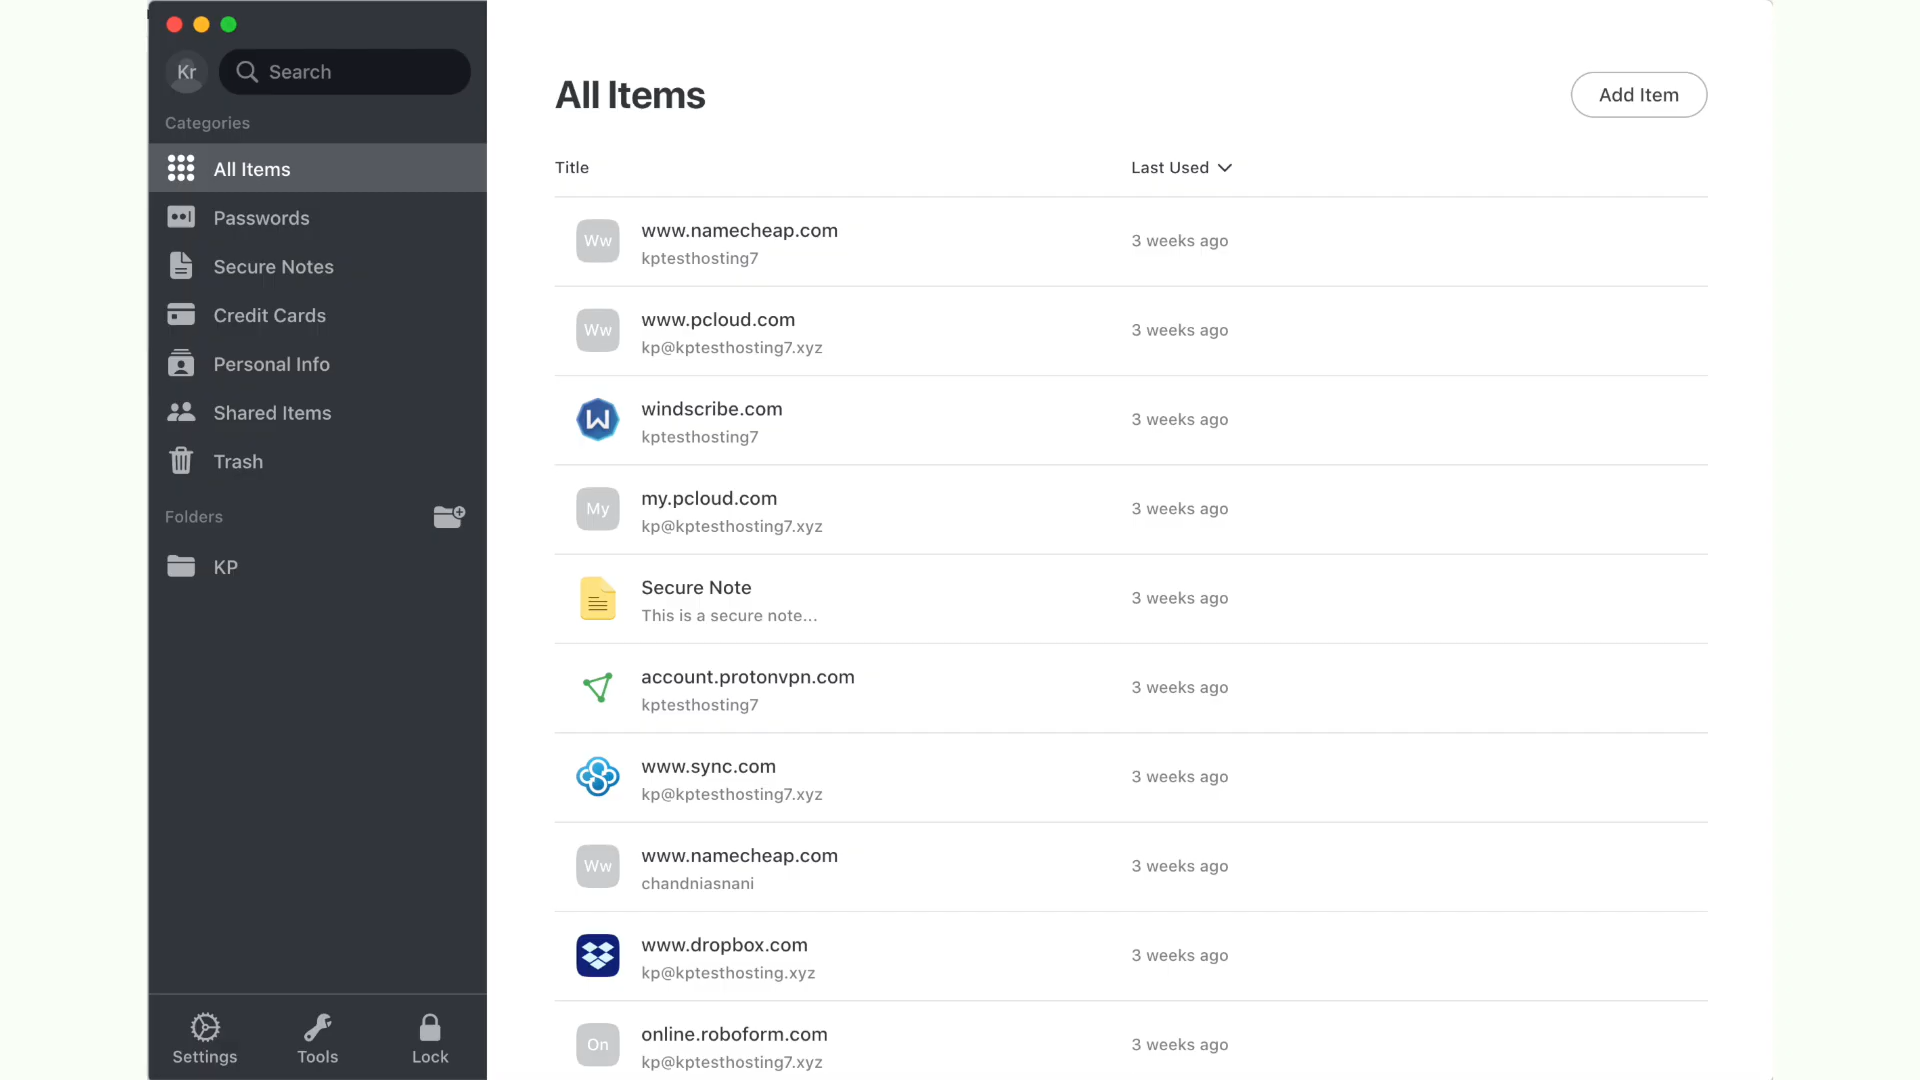 Kr
Search
Categories
All Items
Passwords
Secure Notes
Credit Cards
Personal Info
Shared Items
Trash
Folders
KP
Settings
Tools
Lock
All Items
Add Item
Title
Last Used
Ww
www.namecheap.com
kptesthosting7
3 weeks ago
Ww
www.pcloud.com
kp@kptesthosting7.xyz
3 weeks ago
windscribe.com
kptesthosting7
3 weeks ago
My
my.pcloud.com
kp@kptesthosting7.xyz
3 weeks ago
Secure Note
This is a secure note...
3 weeks ago
account.protonvpn.com
kptesthosting7
3 weeks ago
www.sync.com
kp@kptesthosting7.xyz
3 weeks ago
Ww
www.namecheap.com
chandniasnani
3 weeks ago
www.dropbox.com
kp@kptesthosting.xyz
3 weeks ago
On
online.roboform.com
kp@kptesthosting7.xyz
3 weeks ago